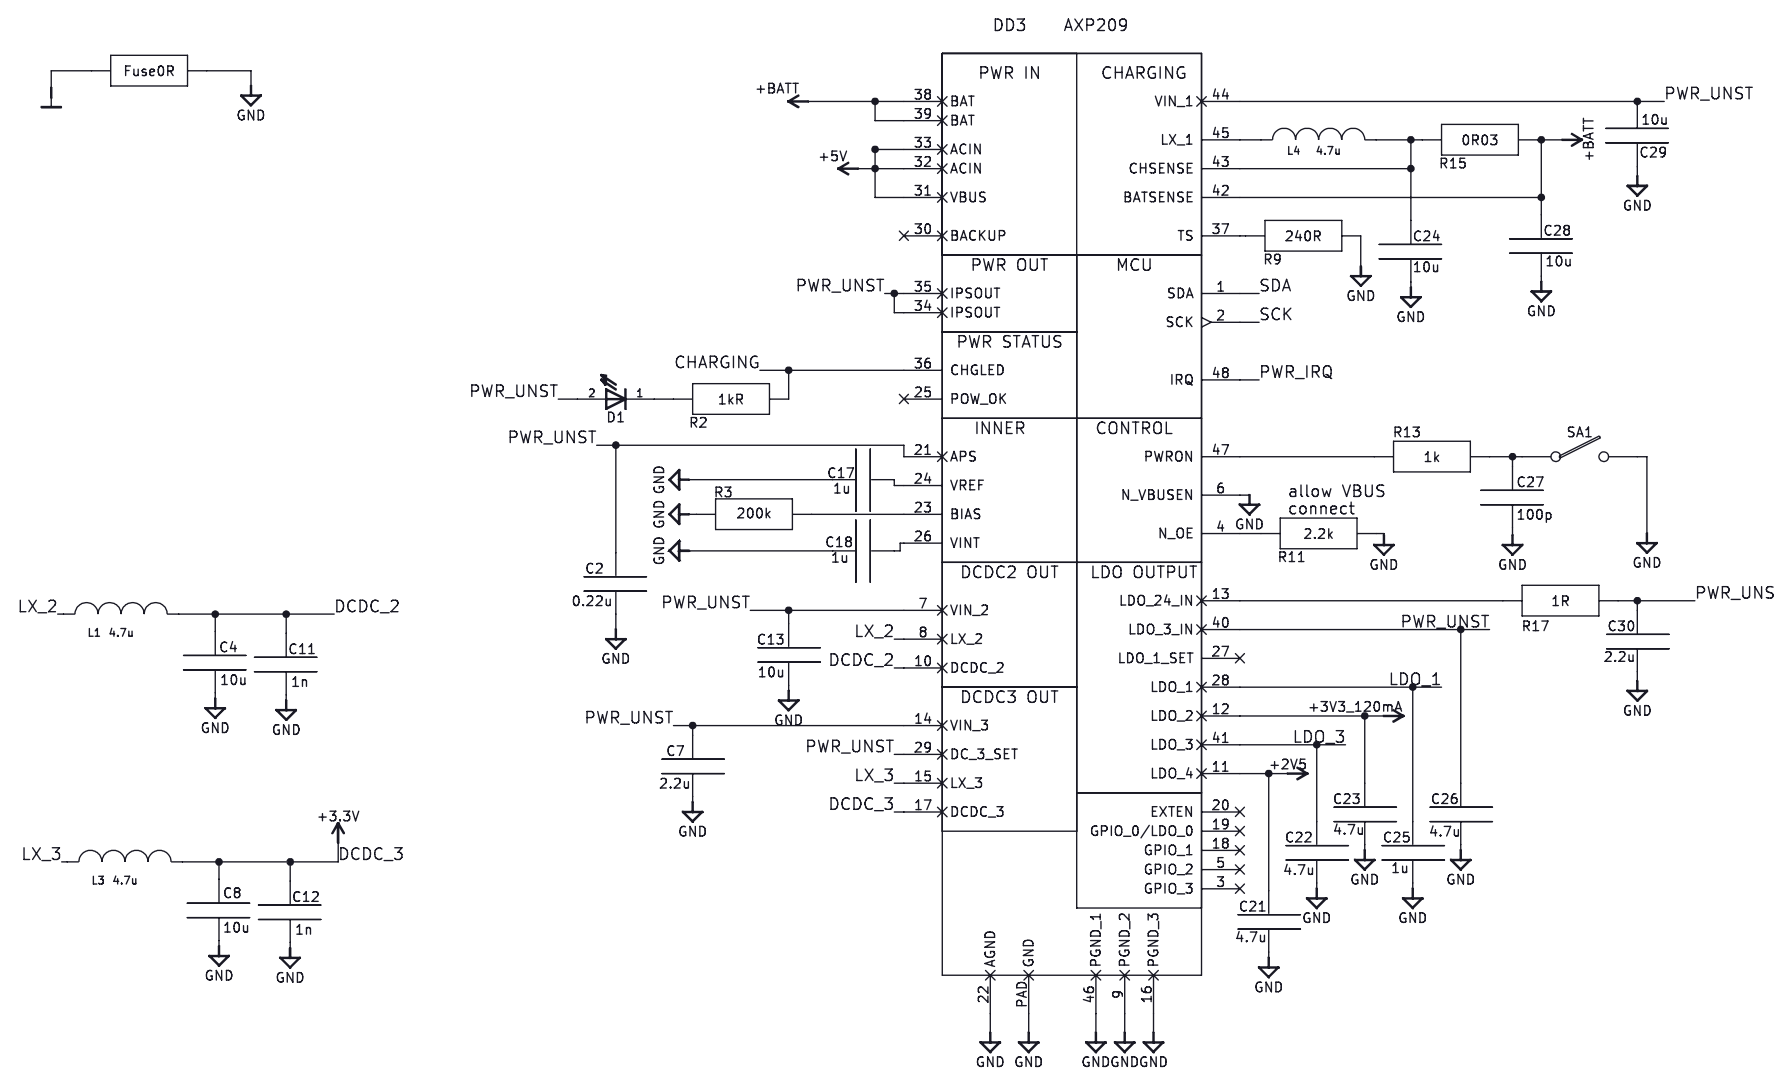 DD3 AXP209
Fuse0R
GND
PWR IN
CHARGING
+BATT
38 BAT
39 BAT
33 ACIN
+5V
32 ACIN
31 VBUS
30 BACKUP
VIN_1 44
PWR_UNST
10u
C29
GND
LX_1 45
L4 4.7u
0R03
R15
+BATT
CHSENSE 43
BATSENSE 42
TS 37
240R
R9
GND
C24
10u
GND
C28
10u
GND
PWR OUT
MCU
PWR_UNST
35 IPSOUT
34 IPSOUT
SDA 1 SDA
SCK 2 SCK
PWR STATUS
CHARGING
36 CHGLED
PWR_UNST
2 1
D1
1kR
R2
25 POW_OK
IRQ 48 PWR_IRQ
INNER
CONTROL
PWR_UNST
21 APS
GND
C17
1u
24 VREF
GND
R3
200k
23 BIAS
GND
C18
1u
26 VINT
C2
0.22u
GND
PWRON 47
R13
1k
SA1
C27
100p
GND
GND
N_VBUSEN 6
GND
allow VBUS
connect
N_OE 4
2.2k
R11
GND
DCDC2 OUT
LDO OUTPUT
PWR_UNST
7 VIN_2
C13
10u
GND
LX_2
8 LX_2
DCDC_2
10 DCDC_2
LDO_24_IN 13
1R
R17
PWR_UNS
C30
2.2u
GND
LDO_3_IN 40
PWR_UNST
LDO_1_SET 27
LDO_1 28
LDO_1
LDO_2 12
+3V3_120mA
LDO_3 41
LDO_3
LDO_4 11
+2V5
DCDC3 OUT
PWR_UNST
14 VIN_3
C7
2.2u
GND
PWR_UNST
29 DC_3_SET
LX_3
15 LX_3
DCDC_3
17 DCDC_3
EXTEN 20
GPIO_0/LDO_0 19
GPIO_1 18
GPIO_2 5
GPIO_3 3
C23
4.7u
GND
C26
4.7u
GND
C22
4.7u
GND
C25
1u
GND
C21
4.7u
GND
LX_2
L1 4.7u
DCDC_2
C4
10u
GND
C11
1n
GND
+3.3V
LX_3
L3 4.7u
DCDC_3
C8
10u
GND
C12
1n
GND
AGND
GND
PGND_1
PGND_2
PGND_3
22
PAD
46
9
16
GND
GND
GND
GND
GND